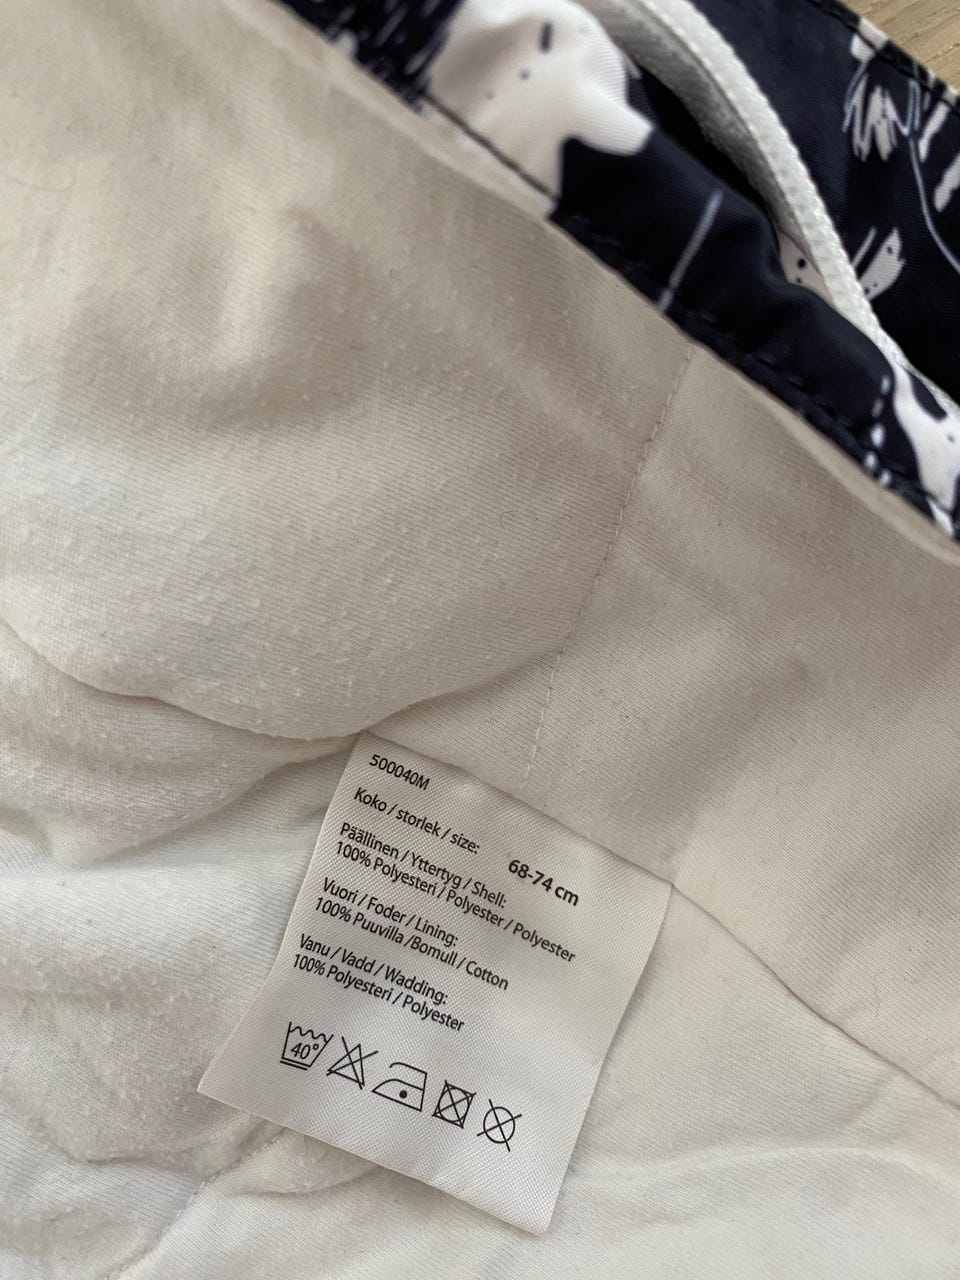 500040M
Koko / storlek / size: 68-74 cm
Päällinen / Yttertyg / Shell:
100% Polyesteri / Polyester / Polyester
Vuori / Foder / Lining:
100% Puuvilla /Bomull / Cotton
Vanu / Vadd / Wadding:
100% Polyesteri / Polyester
40°